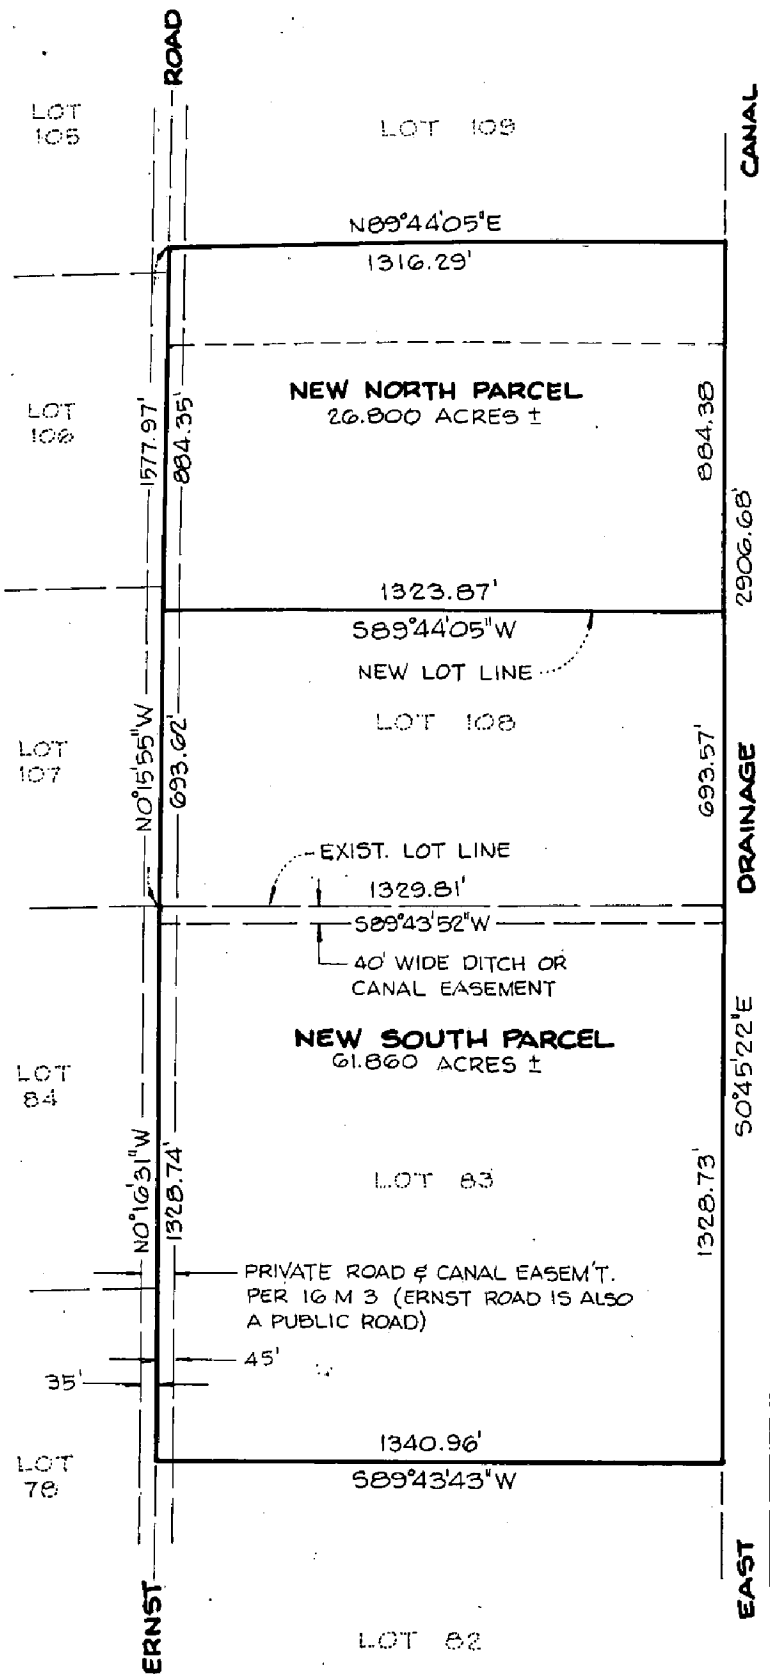 ROAD
CANAL
LOT
105
LOT 109
N89°44'05"E
1316.29'
NEW NORTH PARCEL
26.800 ACRES ±
LOT
106
1577.97'
884.35'
884.38
2906.68'
1323.87'
S89°44'05"W
NEW LOT LINE
LOT 108
LOT
107
N0°15'55"W
693.62'
693.57'
DRAINAGE
EXIST. LOT LINE
1329.81'
S89°43'52"W
40' WIDE DITCH OR
CANAL EASEMENT
NEW SOUTH PARCEL
61.860 ACRES ±
S0°45'22"E
LOT
84
N0°16'31"W
1328.74'
LOT 83
1328.73'
PRIVATE ROAD & CANAL EASEM'T.
PER 16 M 3 (ERNST ROAD IS ALSO
A PUBLIC ROAD)
45'
35'
1340.96'
S89°43'43"W
LOT
78
ERNST
EAST
LOT 82